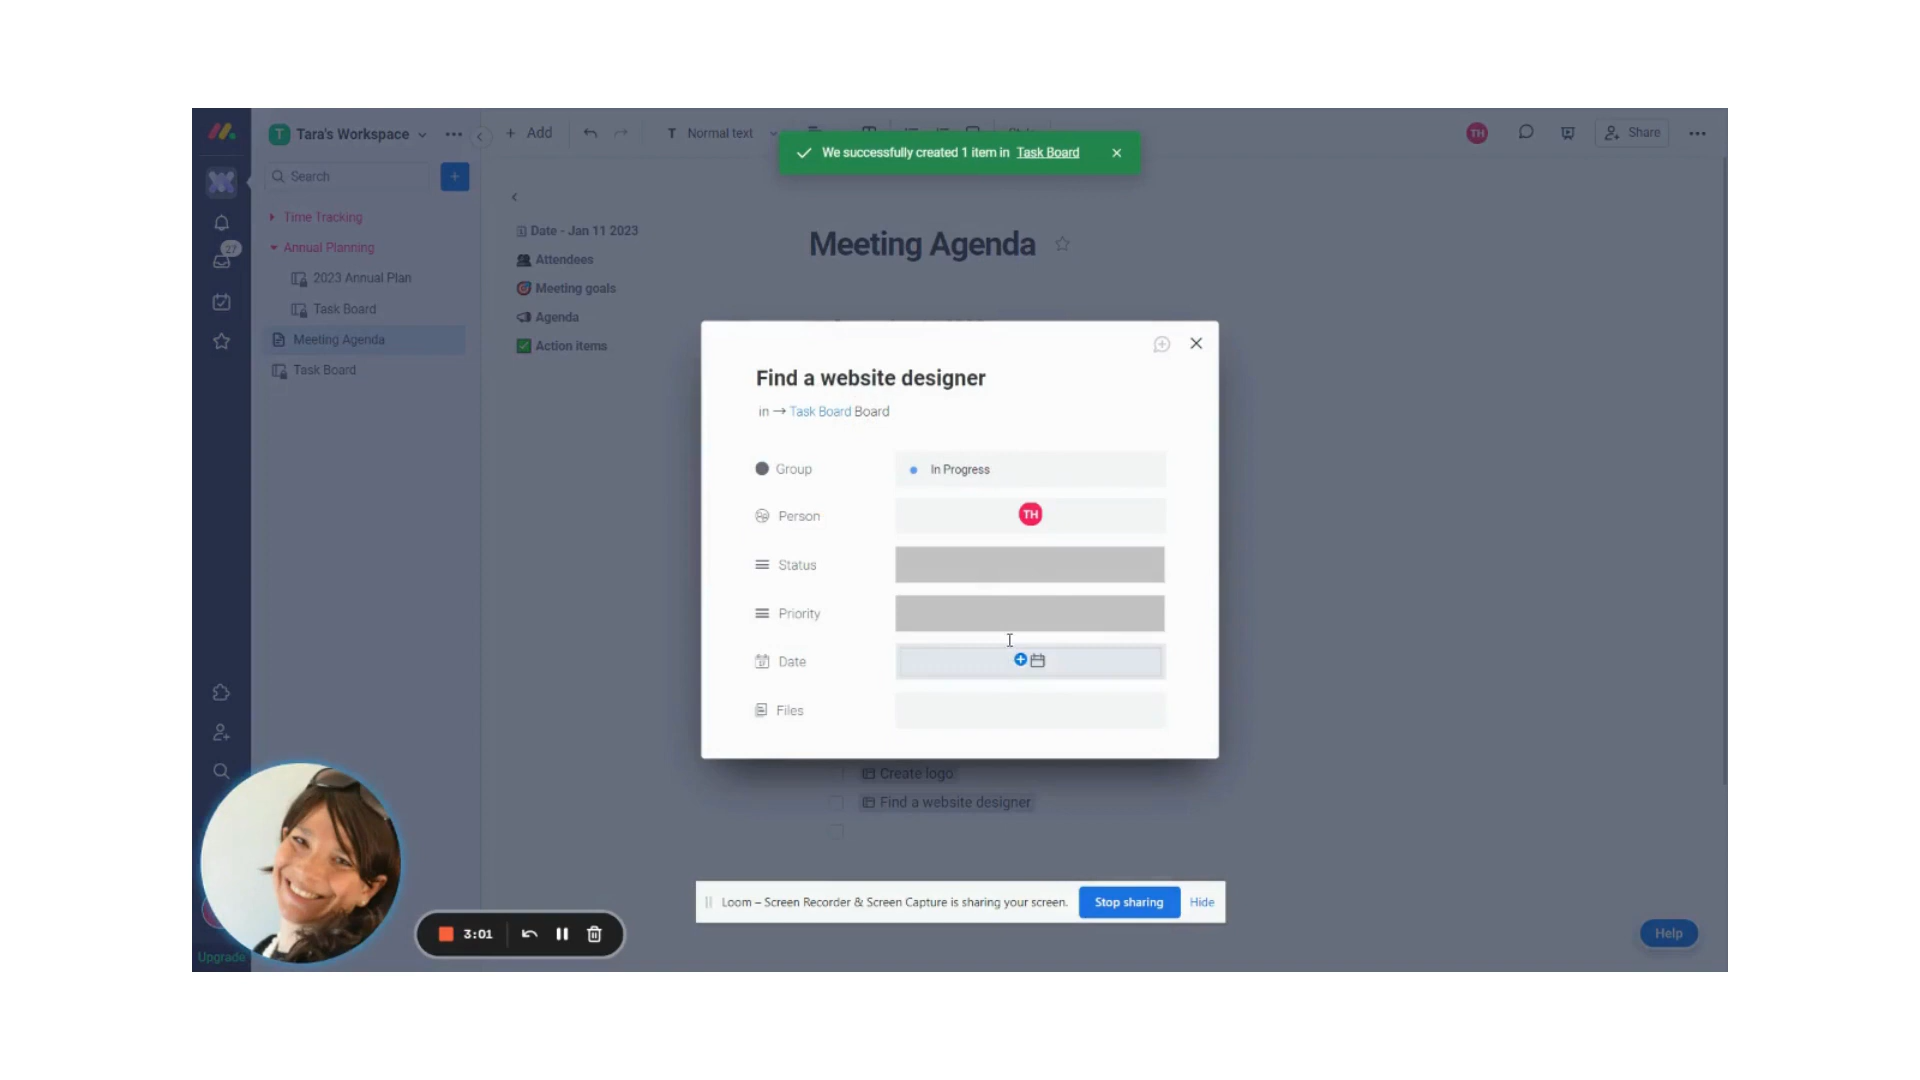 T Tara's Workspace
Search
+
Time Tracking
Annual Planning
2023 Annual Plan
Task Board
Meeting Agenda
Task Board
27
Upgrade
+ Add
T Normal text
Style
TH
Share
We successfully created 1 item in Task Board
Date - Jan 11 2023
Attendees
Meeting goals
Agenda
Action items
Meeting Agenda
Find a website designer
in → Task Board Board
Group In Progress
Person TH
Status
Priority
Date
Files
Create logo
Find a website designer
Loom – Screen Recorder & Screen Capture is sharing your screen. Stop sharing Hide
3:01
Help